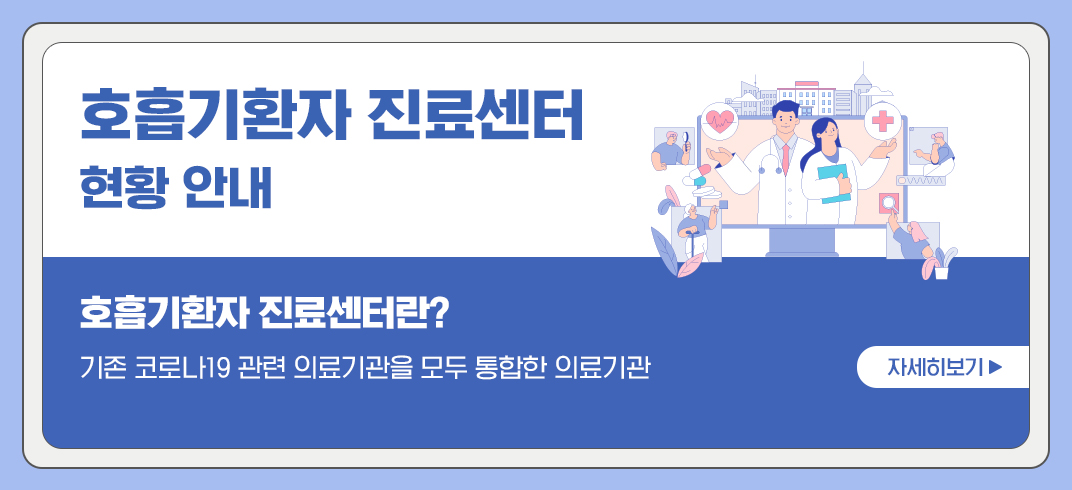 호흡기환자 진료센터
현황 안내
호흡기환자 진료센터란?
기존 코로나19 관련 의료기관을 모두 통합한 의료기관
자세히보기 ▶